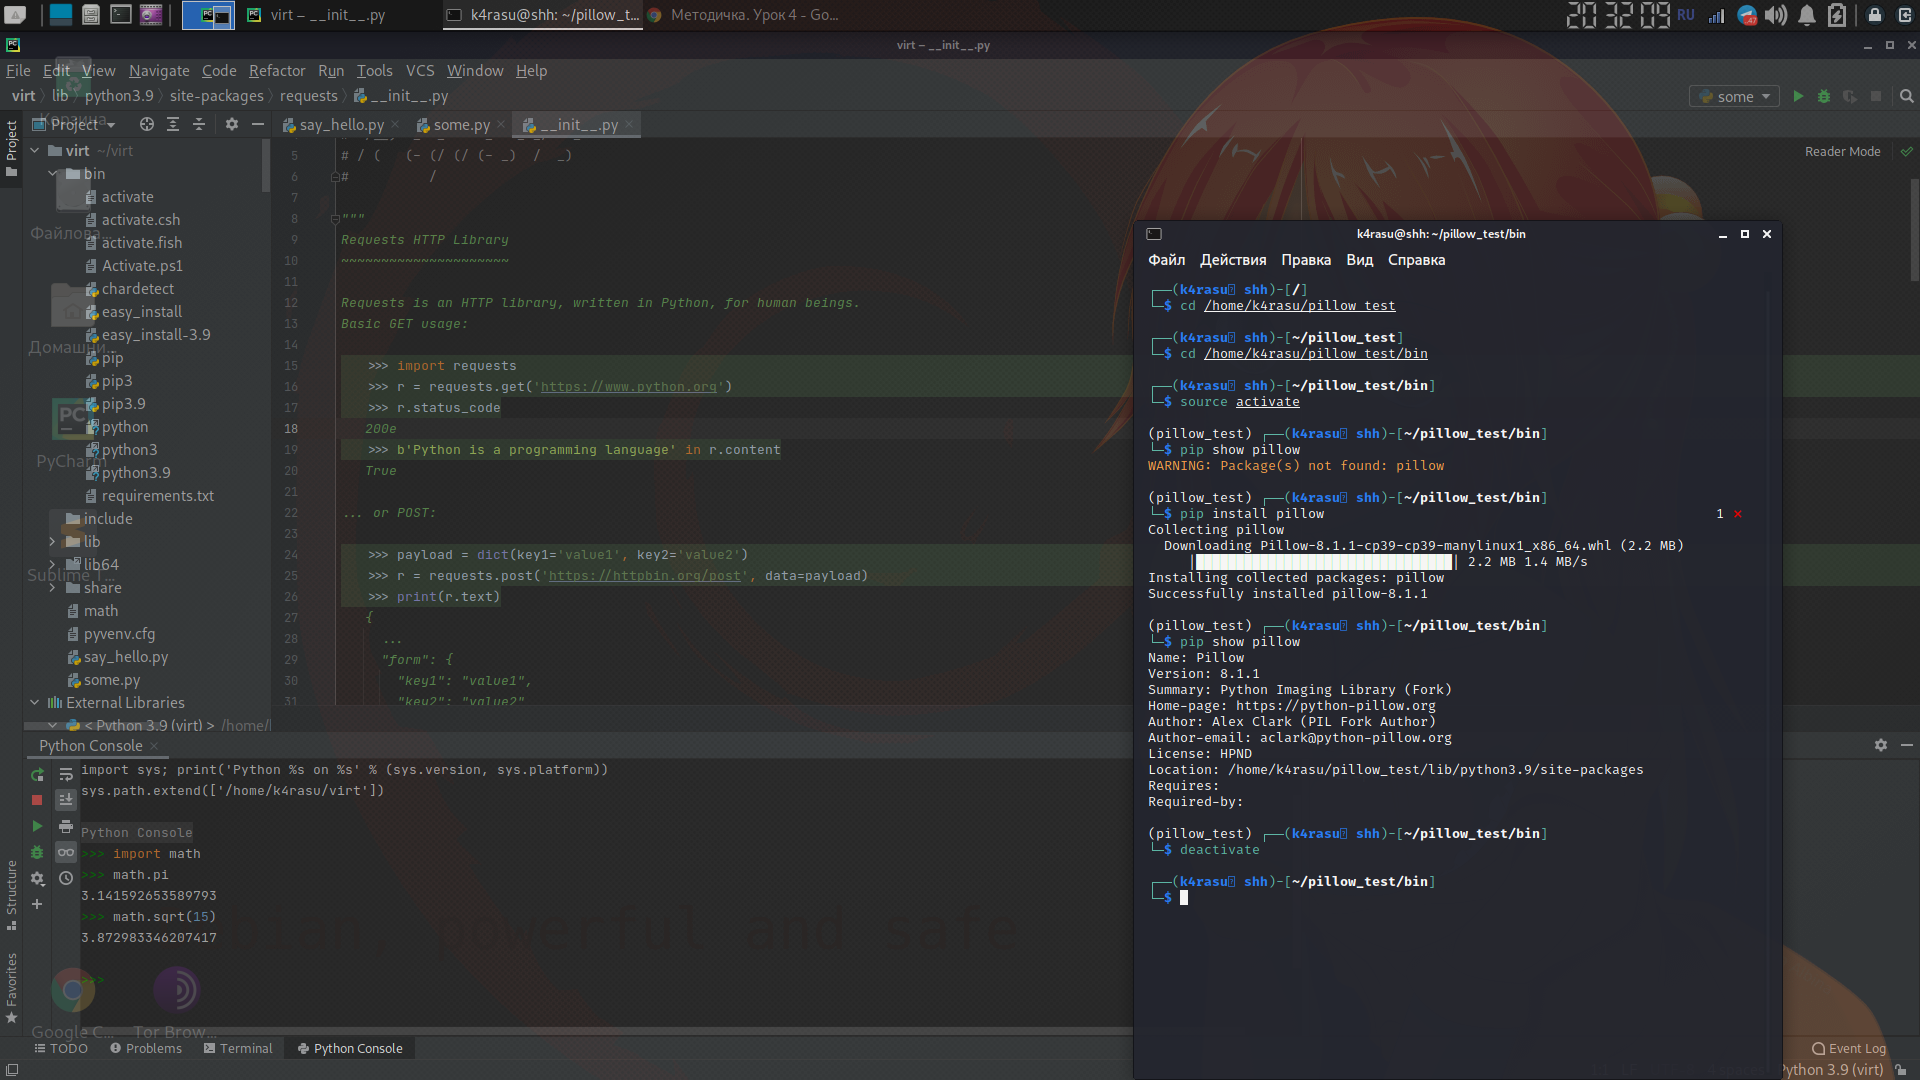 virt – __init__.py
k4rasu@shh: ~/pillow_t...
Методичка. Урок 4 - Go...
20 32 09
RU
virt – __init__.py
File Edit View Navigate Code Refactor Run Tools VCS Window Help
virt lib python3.9 site-packages requests __init__.py
some
Корзина
Project
say_hello.py
some.py
__init__.py
Reader Mode
Project
virt ~/virt
bin
activate
activate.csh
Файлова...
activate.fish
Activate.ps1
chardetect
easy_install
easy_install-3.9
Домашни...
pip
pip3
pip3.9
python
python3
PyCharm
python3.9
requirements.txt
include
lib
lib64
Sublime T...
share
math
pyvenv.cfg
say_hello.py
some.py
External Libraries
< Python 3.9 (virt) > /home/
5 # / (   (- (/ (/ (- _)  /  _)
6 #          /
7
8 """
9 Requests HTTP Library
10 ~~~~~~~~~~~~~~~~~~~~~
11
12 Requests is an HTTP library, written in Python, for human beings.
13 Basic GET usage:
14
15 >>> import requests
16 >>> r = requests.get('https://www.python.org')
17 >>> r.status_code
18 200e
19 >>> b'Python is a programming language' in r.content
20 True
21
22 ... or POST:
23
24 >>> payload = dict(key1='value1', key2='value2')
25 >>> r = requests.post('https://httpbin.org/post', data=payload)
26 >>> print(r.text)
27 {
28 ...
29 "form": {
30 "key1": "value1",
31 "key2": "value2"
Python Console
import sys; print('Python %s on %s' % (sys.version, sys.platform))
sys.path.extend(['/home/k4rasu/virt'])
Python Console
>>> import math
>>> math.pi
3.141592653589793
>>> math.sqrt(15)
3.872983346207417
>>>
powerful and safe
Structure
Favorites
Google C...
Tor Brow...
TODO
Problems
Terminal
Python Console
Event Log
Python 3.9 (virt)
k4rasu@shh: ~/pillow_test/bin
Файл Действия Правка Вид Справка
┌──(k4rasu shh)-[/]
└─$ cd /home/k4rasu/pillow_test
┌──(k4rasu shh)-[~/pillow_test]
└─$ cd /home/k4rasu/pillow_test/bin
┌──(k4rasu shh)-[~/pillow_test/bin]
└─$ source activate
(pillow_test) ┌──(k4rasu shh)-[~/pillow_test/bin]
└─$ pip show pillow
WARNING: Package(s) not found: pillow
(pillow_test) ┌──(k4rasu shh)-[~/pillow_test/bin]
└─$ pip install pillow 1 ⨯
Collecting pillow
Downloading Pillow-8.1.1-cp39-cp39-manylinux1_x86_64.whl (2.2 MB)
|████████████████████████████████| 2.2 MB 1.4 MB/s
Installing collected packages: pillow
Successfully installed pillow-8.1.1
(pillow_test) ┌──(k4rasu shh)-[~/pillow_test/bin]
└─$ pip show pillow
Name: Pillow
Version: 8.1.1
Summary: Python Imaging Library (Fork)
Home-page: https://python-pillow.org
Author: Alex Clark (PIL Fork Author)
Author-email: aclark@python-pillow.org
License: HPND
Location: /home/k4rasu/pillow_test/lib/python3.9/site-packages
Requires:
Required-by:
(pillow_test) ┌──(k4rasu shh)-[~/pillow_test/bin]
└─$ deactivate
┌──(k4rasu shh)-[~/pillow_test/bin]
└─$